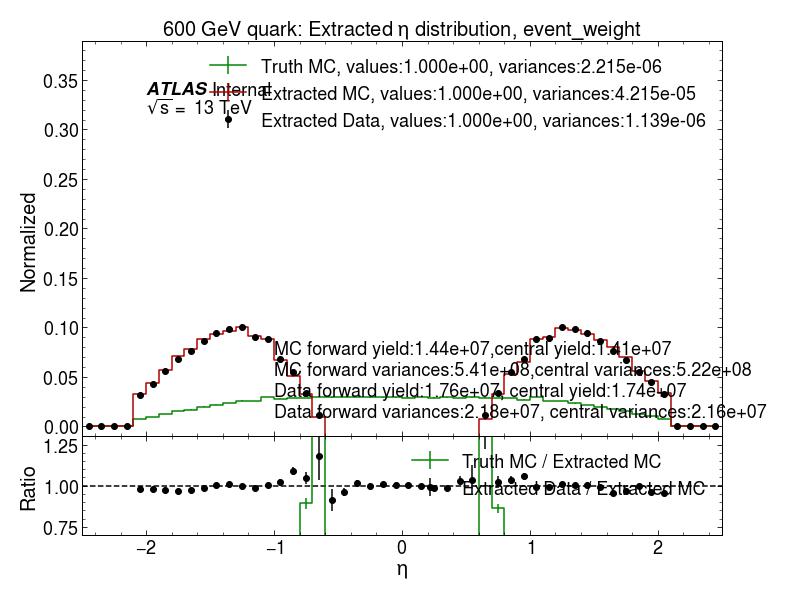 600 GeV quark: Extracted η distribution, event_weight
Truth MC, values:1.000e+00, variances:2.215e-06
ATLAS Internal
Extracted MC, values:1.000e+00, variances:4.215e-05
√s = 13 TeV
Extracted Data, values:1.000e+00, variances:1.139e-06
Normalized
0.35
0.30
0.25
0.20
0.15
0.10
0.05
0.00
MC forward yield:1.44e+07,central yield:1.41e+07
MC forward variances:5.41e+08,central variances:5.22e+08
Data forward yield:1.76e+07, central yield:1.74e+07
Data forward variances:2.18e+07, central variances:2.16e+07
Ratio
1.25
1.00
0.75
Truth MC / Extracted MC
Extracted Data / Extracted MC
−2 −1 0 1 2
η